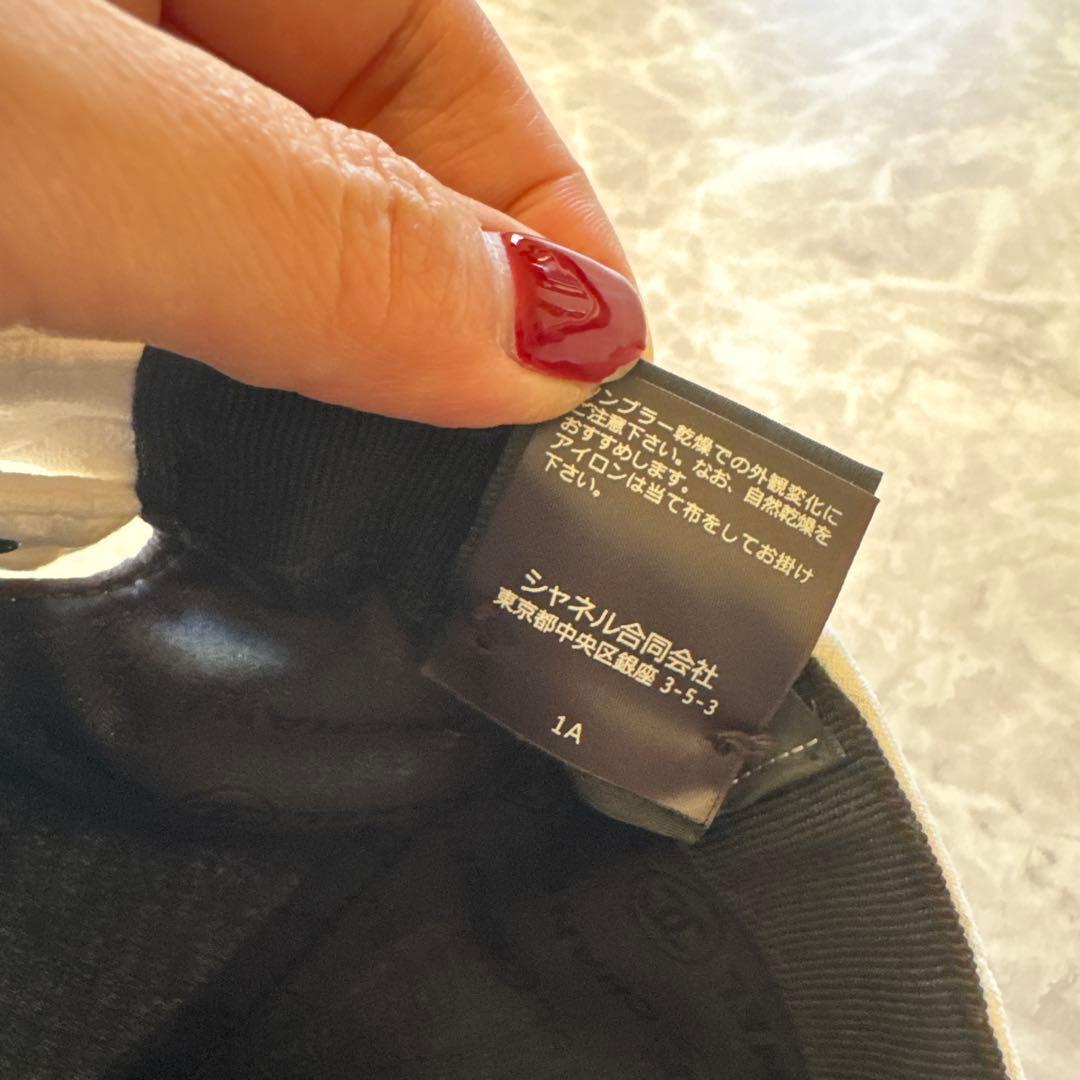 ンブラー乾燥での外観変化に
ご注意下さい。なお、自然乾燥を
おすすめします。
アイロンは当て布をしてお掛け
下さい。
シャネル合同会社
東京都中央区銀座 3-5-3
1A